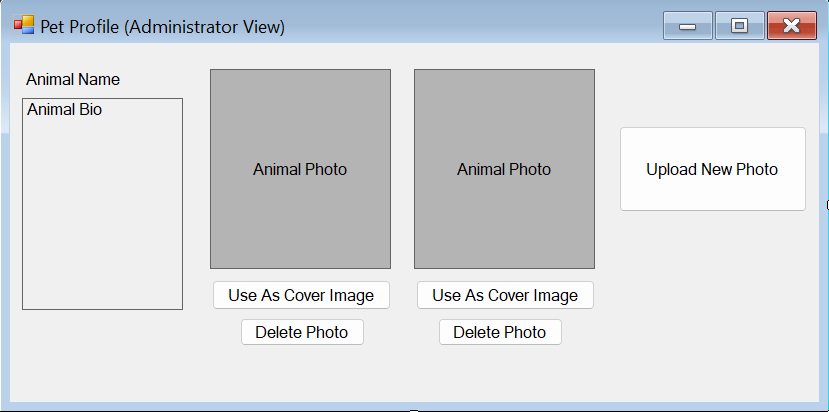 Pet Profile (Administrator View)
Animal Name
Animal Bio
Animal Photo
Animal Photo
Upload New Photo
Use As Cover Image
Use As Cover Image
Delete Photo
Delete Photo